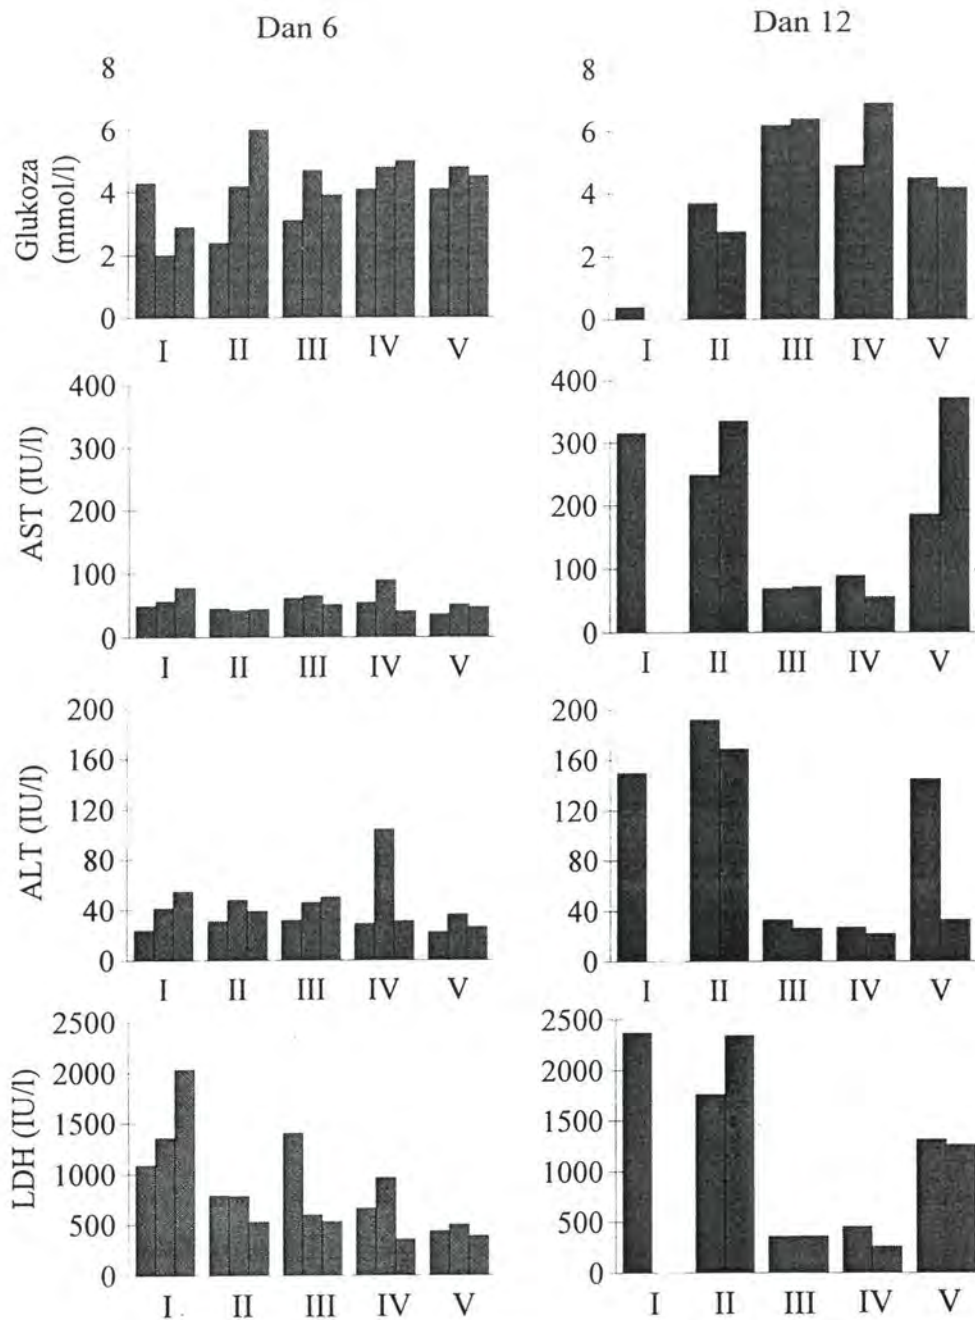 Dan 6
Dan 12
Glukoza
(mmol/l)
8
6
4
2
0
I II III IV V
8
6
4
2
0
I II III IV V
AST (IU/l)
400
300
200
100
0
I II III IV V
400
300
200
100
0
I II III IV V
ALT (IU/l)
200
160
120
80
40
0
I II III IV V
200
160
120
80
40
0
I II III IV V
LDH (IU/l)
2500
2000
1500
1000
500
0
I II III IV V
2500
2000
1500
1000
500
0
I II III IV V